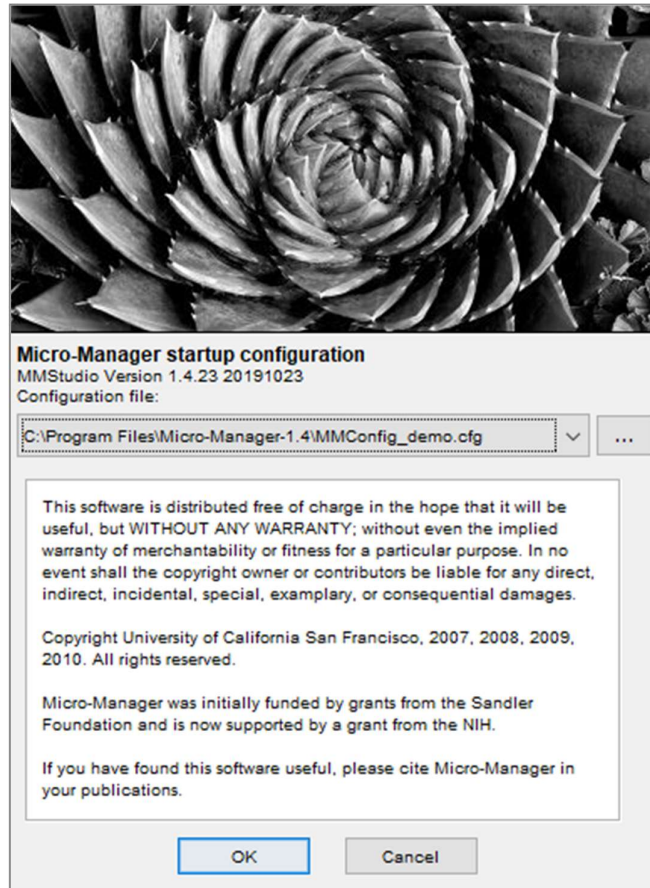 Micro-Manager startup configuration
MMStudio Version 1.4.23 20191023
Configuration file:
C:\Program Files\Micro-Manager-1.4\MMConfig_demo.cfg
...
This software is distributed free of charge in the hope that it will be
useful, but WITHOUT ANY WARRANTY; without even the implied
warranty of merchantability or fitness for a particular purpose. In no
event shall the copyright owner or contributors be liable for any direct,
indirect, incidental, special, examplary, or consequential damages.
Copyright University of California San Francisco, 2007, 2008, 2009,
2010. All rights reserved.
Micro-Manager was initially funded by grants from the Sandler
Foundation and is now supported by a grant from the NIH.
If you have found this software useful, please cite Micro-Manager in
your publications.
OK
Cancel